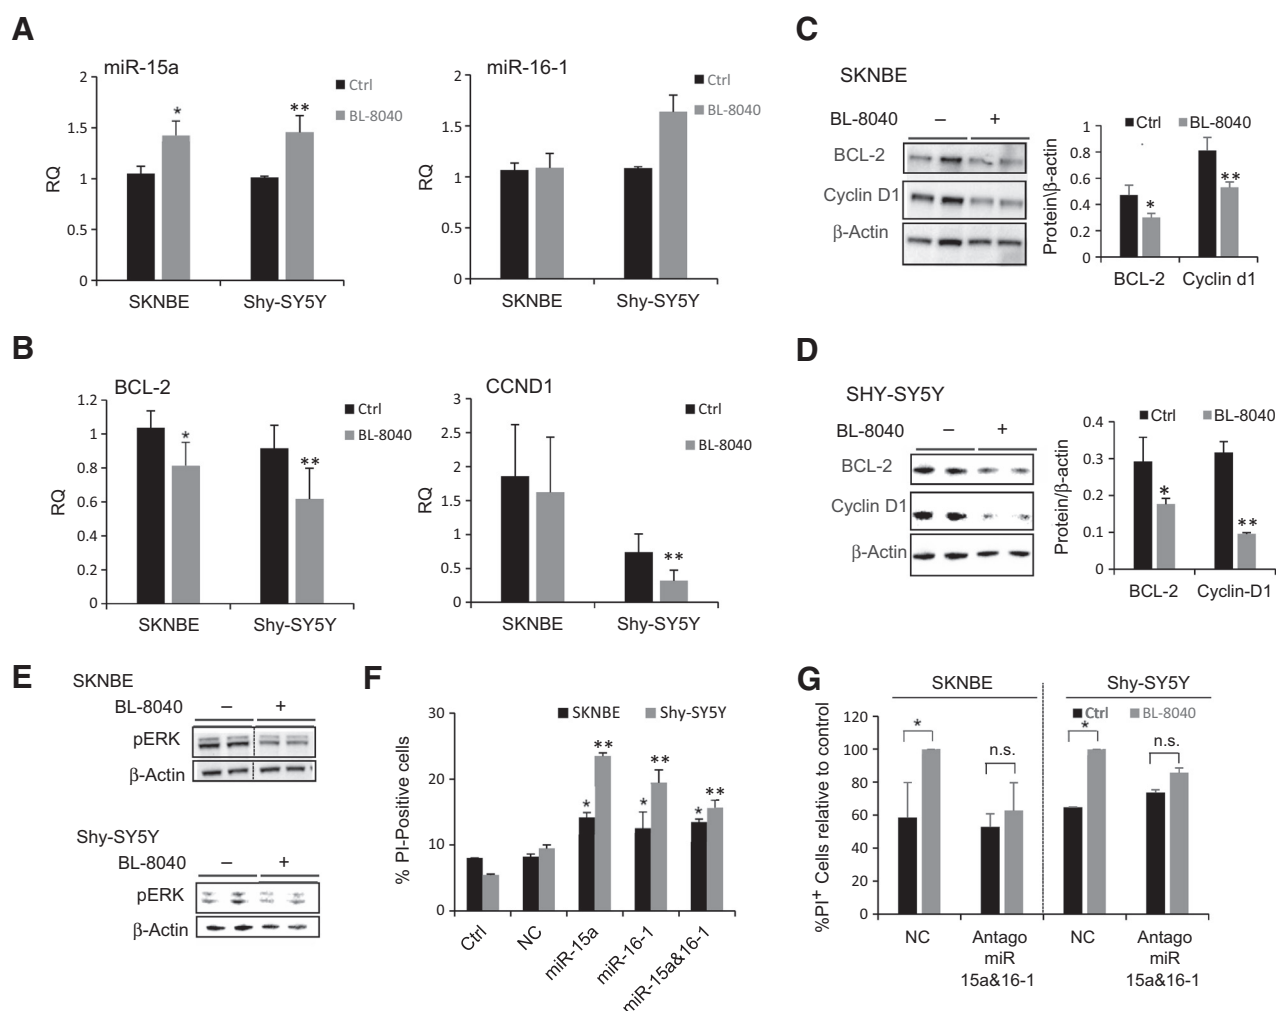 A
miR-15a
Ctrl
BL-8040
RQ
2
1.5
1
0.5
0
*
**
SKNBE
Shy-SY5Y
miR-16-1
Ctrl
BL-8040
RQ
2
1.5
1
0.5
0
SKNBE
Shy-SY5Y
B
BCL-2
Ctrl
BL-8040
RQ
1.2
1
0.8
0.6
0.4
0.2
0
*
**
SKNBE
Shy-SY5Y
CCND1
Ctrl
BL-8040
RQ
3
2.5
2
1.5
1
0.5
0
**
SKNBE
Shy-SY5Y
C
SKNBE
BL-8040 – +
BCL-2
Cyclin D1
β-Actin
Ctrl BL-8040
Protein\β-actin
1
0.8
0.6
0.4
0.2
0
*
**
BCL-2 Cyclin d1
D
SHY-SY5Y
BL-8040 – +
BCL-2
Cyclin D1
β-Actin
Ctrl BL-8040
Protein/β-actin
0.4
0.3
0.2
0.1
0
*
**
BCL-2 Cyclin-D1
E
SKNBE
BL-8040 – +
pERK
β-Actin
Shy-SY5Y
BL-8040 – +
pERK
β-Actin
F
SKNBE Shy-SY5Y
% PI-Positive cells
30
20
10
0
*
**
*
**
*
**
Ctrl
NC
miR-15a
miR-16-1
miR-15a&16-1
G
SKNBE Shy-SY5Y
Ctrl BL-8040
%PI+ Cells relative to control
120
100
80
60
40
20
0
*
n.s.
*
n.s.
NC
Antago
miR
15a&16-1
NC
Antago
miR
15a&16-1